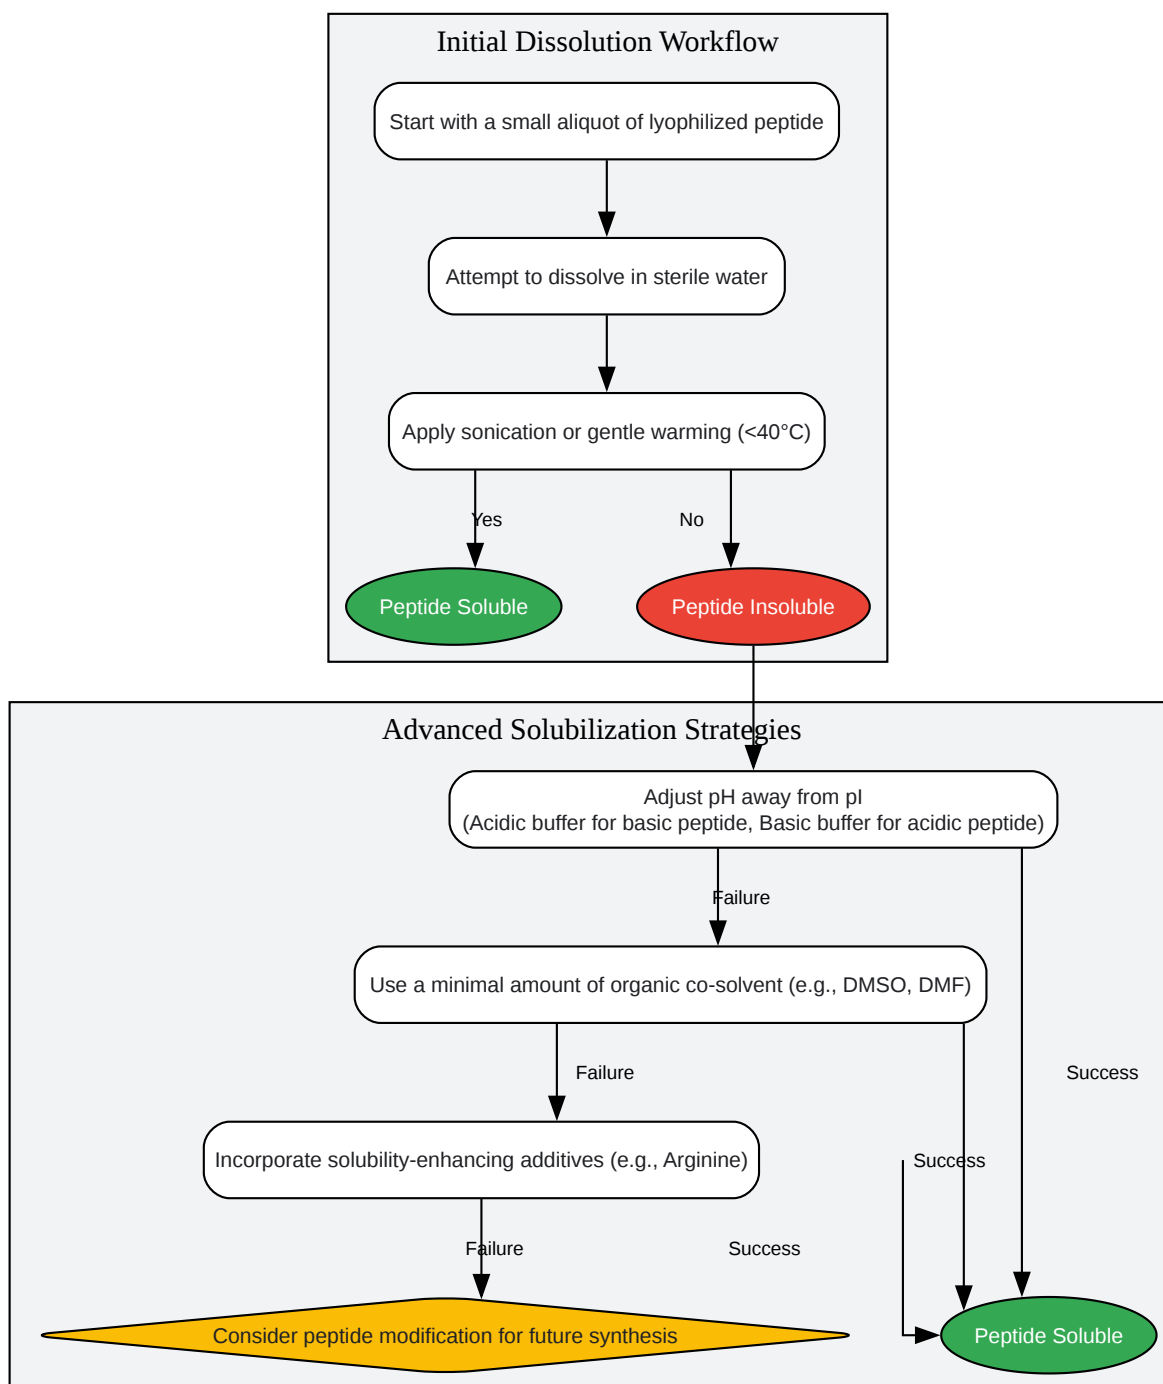 Initial Dissolution Workflow
Start with a small aliquot of lyophilized peptide
Attempt to dissolve in sterile water
Apply sonication or gentle warming (<40°C)
Yes
No
Peptide Soluble
Peptide Insoluble
Advanced Solubilization Strategies
Adjust pH away from pI
(Acidic buffer for basic peptide, Basic buffer for acidic peptide)
Failure
Use a minimal amount of organic co-solvent (e.g., DMSO, DMF)
Failure
Success
Incorporate solubility-enhancing additives (e.g., Arginine)
Success
Failure
Success
Consider peptide modification for future synthesis
Peptide Soluble